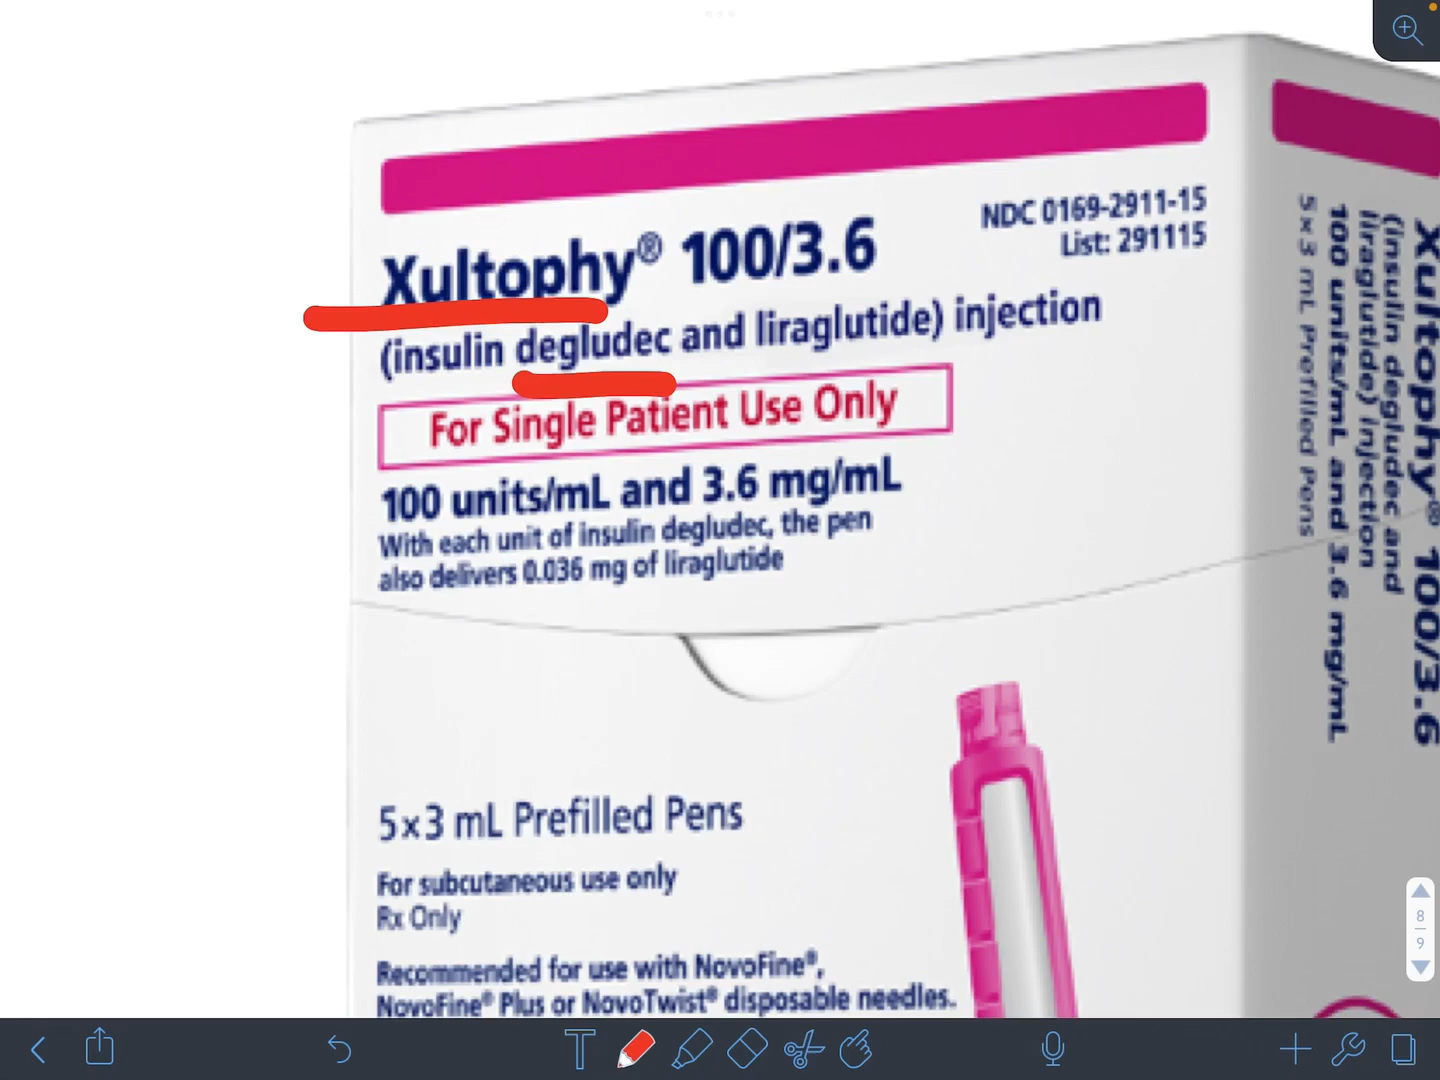 Xultophy® 100/3.6
NDC 0169-2911-15
List: 291115
(insulin degludec and liraglutide) injection
For Single Patient Use Only
100 units/mL and 3.6 mg/mL
With each unit of insulin degludec, the pen
also delivers 0.036 mg of liraglutide
5x3 mL Prefilled Pens
For subcutaneous use only
Rx Only
Recommended for use with NovoFine®,
NovoFine® Plus or NovoTwist® disposable needles.
Xultophy® 100/3.6
(insulin degludec and
liraglutide) injection
100 units/mL and 3.6 mg/mL
5x3 mL Prefilled Pens
8
9
T